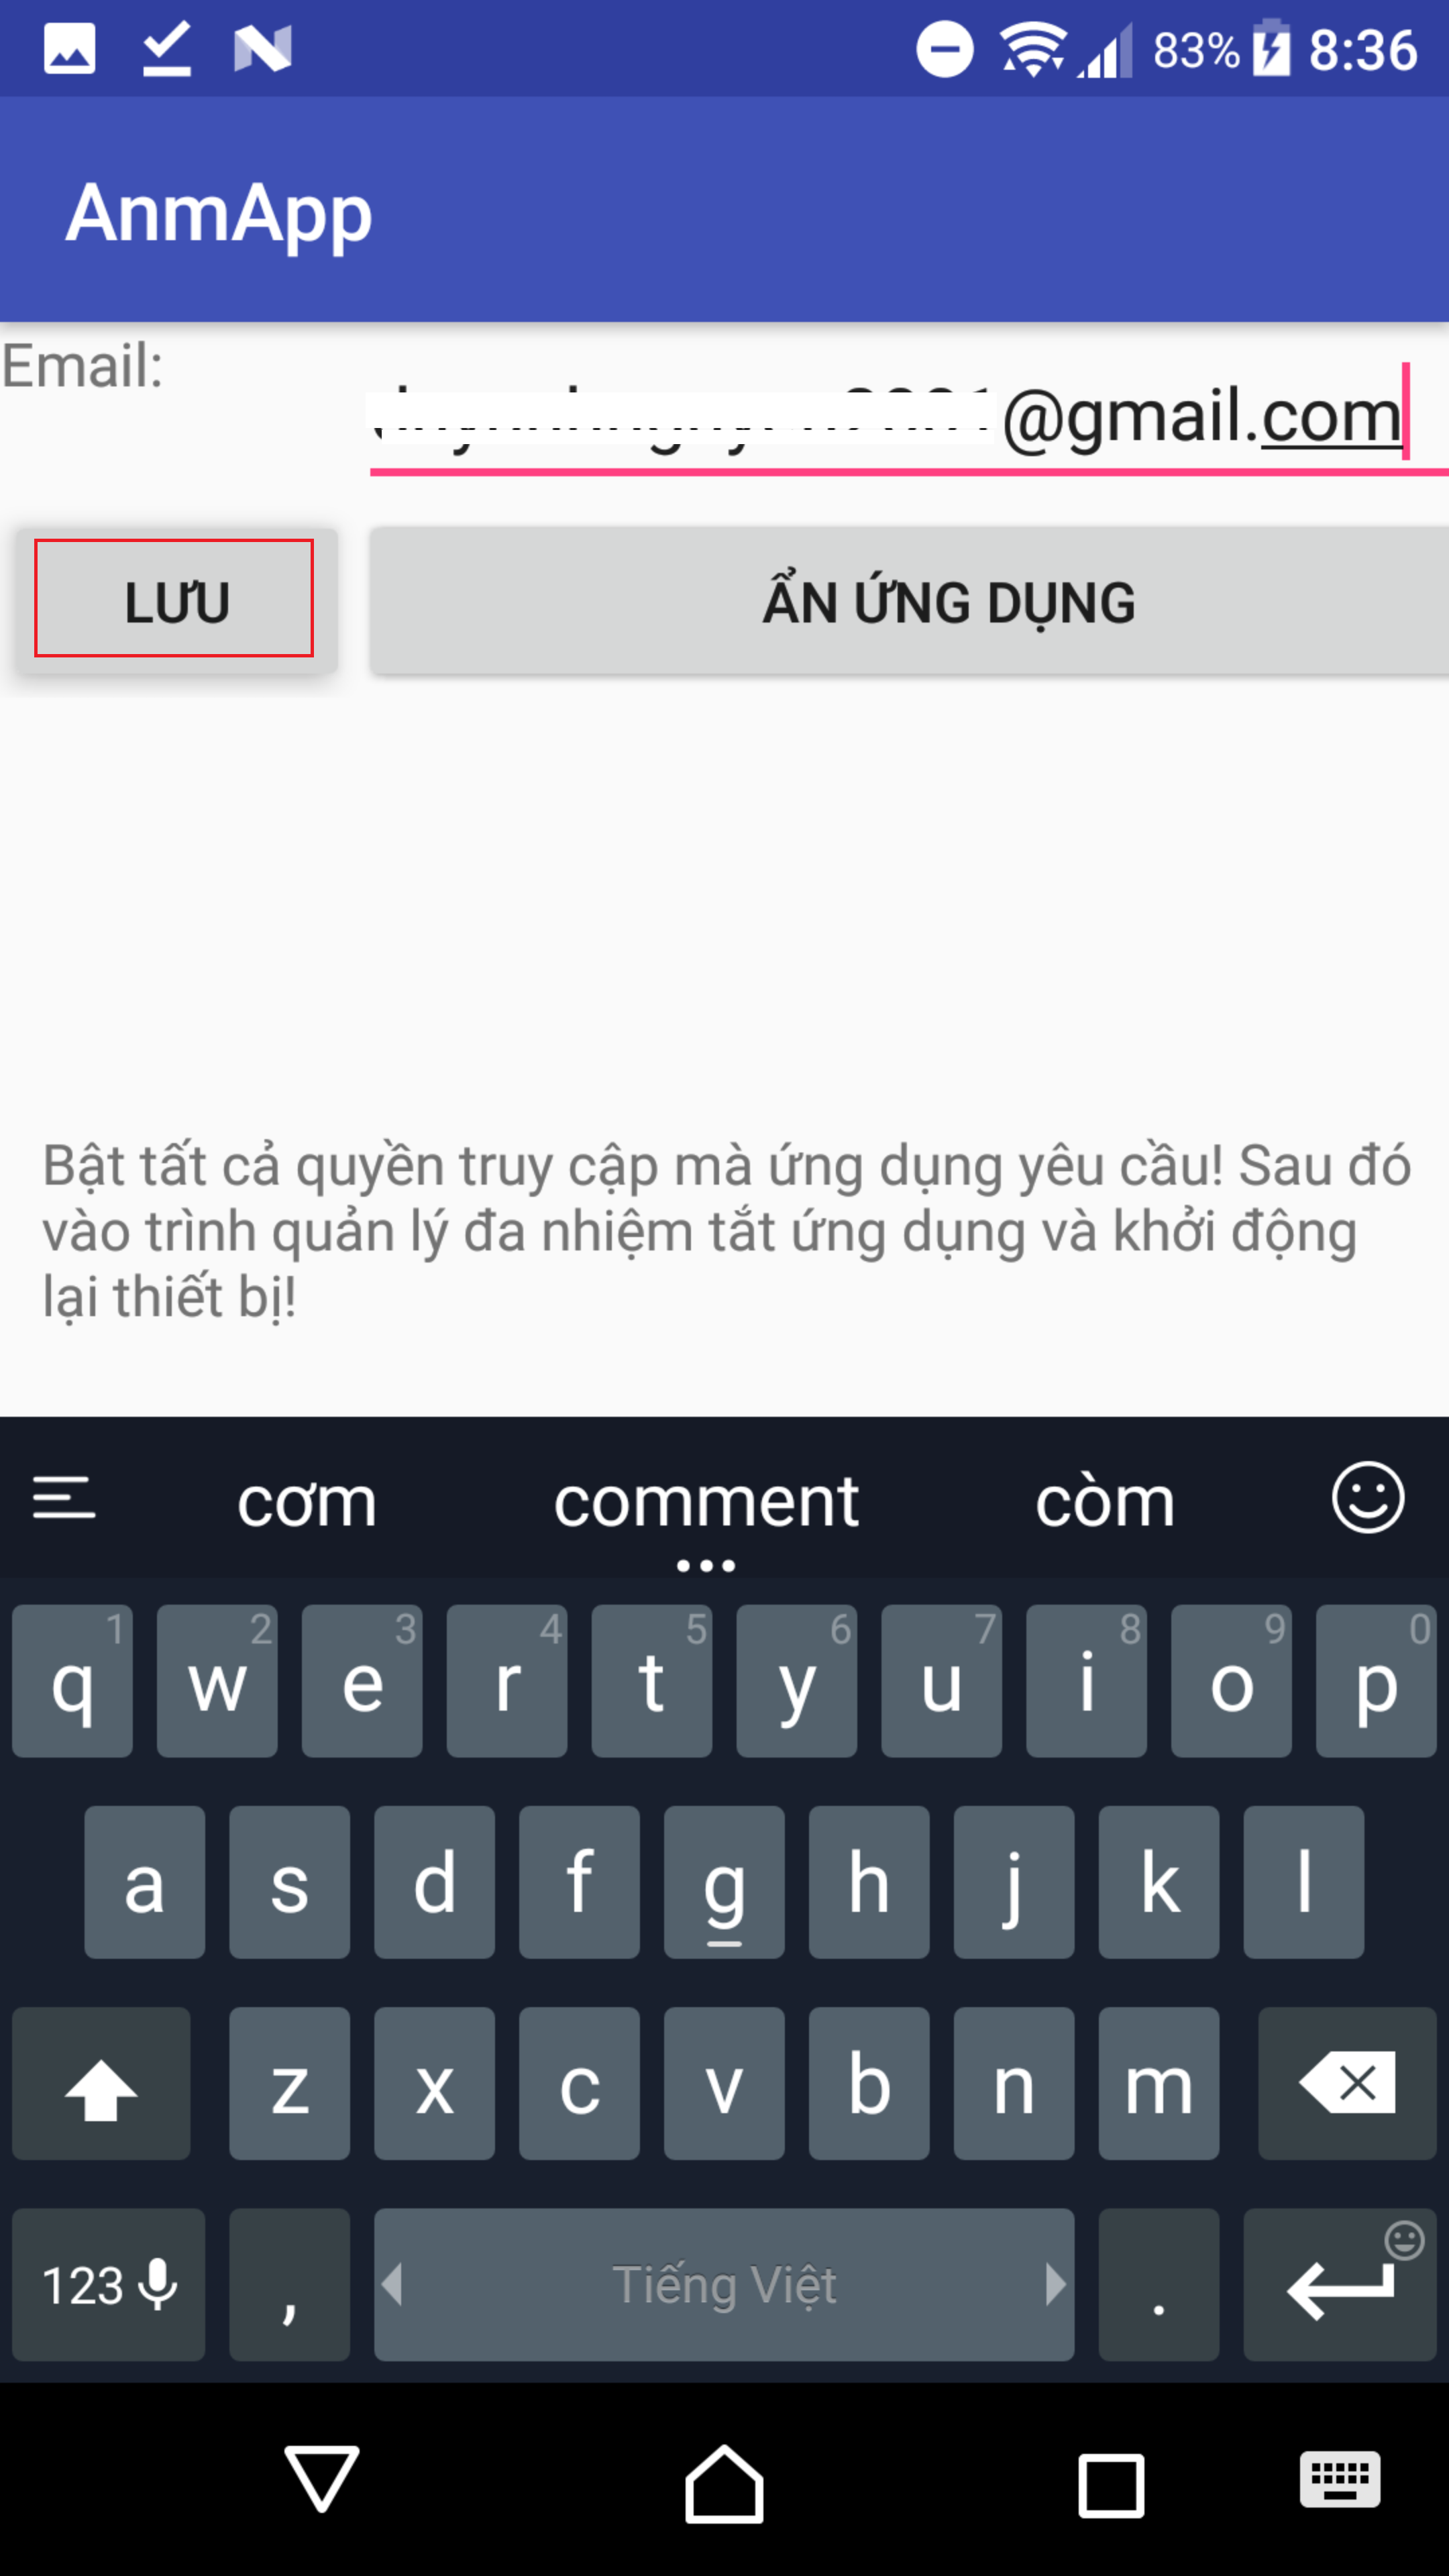 83% 8:36
AnmApp
Email:
@gmail.com
LƯU ẨN ỨNG DỤNG
Bật tất cả quyền truy cập mà ứng dụng yêu cầu! Sau đó
vào trình quản lý đa nhiệm tắt ứng dụng và khởi động
lại thiết bị!
cơm comment còm
1 2 3 4 5 6 7 8 9 0
q w e r t y u i o p
a s d f g h j k l
z x c v b n m
123 , Tiếng Việt .